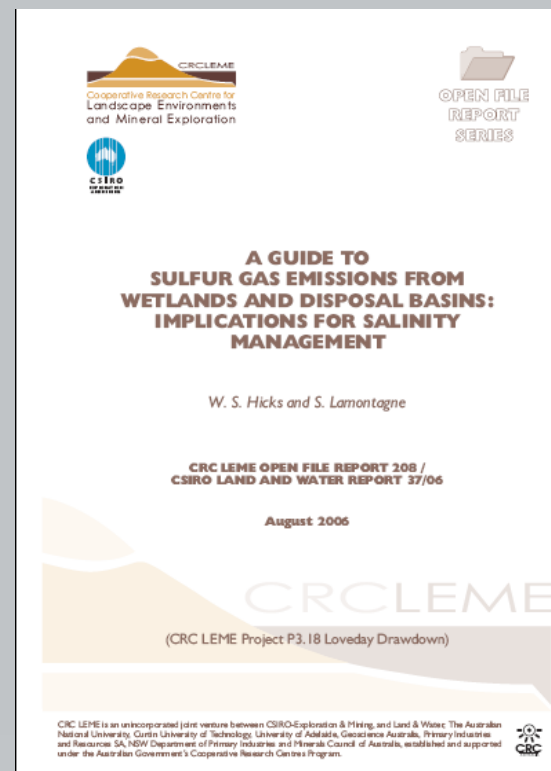 CRCLEME
Cooperative Research Centre for
Landscape Environments
and Mineral Exploration
OPEN FILE
REPORT
SERIES
CSIRO
A GUIDE TO
SULFUR GAS EMISSIONS FROM
WETLANDS AND DISPOSAL BASINS:
IMPLICATIONS FOR SALINITY
MANAGEMENT
W. S. Hicks and S. Lamontagne
CRC LEME OPEN FILE REPORT 208 /
CSIRO LAND AND WATER REPORT 37/06
August 2006
CRCLEME
(CRC LEME Project P3.18 Loveday Drawdown)
CRC LEME is an unincorporated joint venture between CSIRO-Exploration & Mining, and Land & Water, The Australian
National University, Curtin University of Technology, University of Adelaide, Geoscience Australia, Primary Industries
and Resources SA, NSW Department of Primary Industries and Minerals Council of Australia, established and supported
under the Australian Government's Cooperative Research Centres Program.
CRC